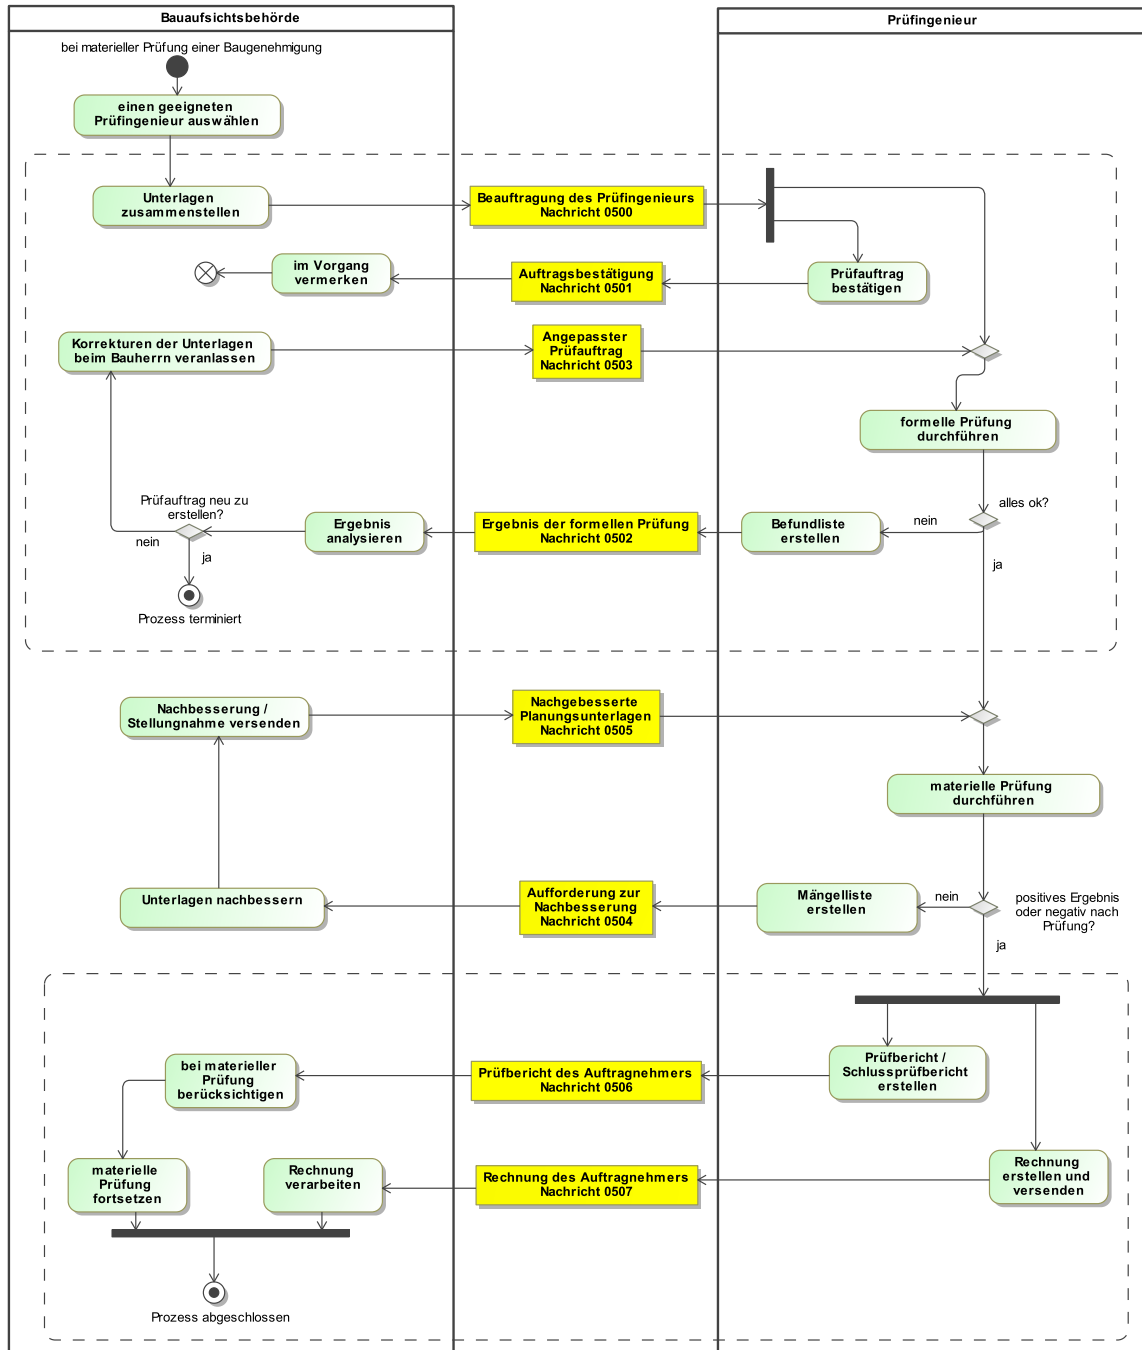 Bauaufsichtsbehörde
Prüfingenieur
bei materieller Prüfung einer Baugenehmigung
einen geeigneten
Prüfingenieur auswählen
Unterlagen
zusammenstellen
Beauftragung des Prüfingenieurs
Nachricht 0500
im Vorgang
vermerken
Auftragsbestätigung
Nachricht 0501
Prüfauftrag
bestätigen
Korrekturen der Unterlagen
beim Bauherrn veranlassen
Angepasster
Prüfauftrag
Nachricht 0503
formelle Prüfung
durchführen
alles ok?
Prüfauftrag neu zu
erstellen?
nein
ja
Ergebnis
analysieren
Ergebnis der formellen Prüfung
Nachricht 0502
Befundliste
erstellen
nein
ja
Prozess terminiert
Nachbesserung /
Stellungnahme versenden
Nachgebesserte
Planungsunterlagen
Nachricht 0505
materielle Prüfung
durchführen
Unterlagen nachbessern
Aufforderung zur
Nachbesserung
Nachricht 0504
Mängelliste
erstellen
nein
positives Ergebnis
oder negativ nach
Prüfung?
ja
bei materieller
Prüfung
berücksichtigen
Prüfbericht des Auftragnehmers
Nachricht 0506
Prüfbericht /
Schlussprüfbericht
erstellen
materielle
Prüfung
fortsetzen
Rechnung
verarbeiten
Rechnung des Auftragnehmers
Nachricht 0507
Rechnung
erstellen und
versenden
Prozess abgeschlossen